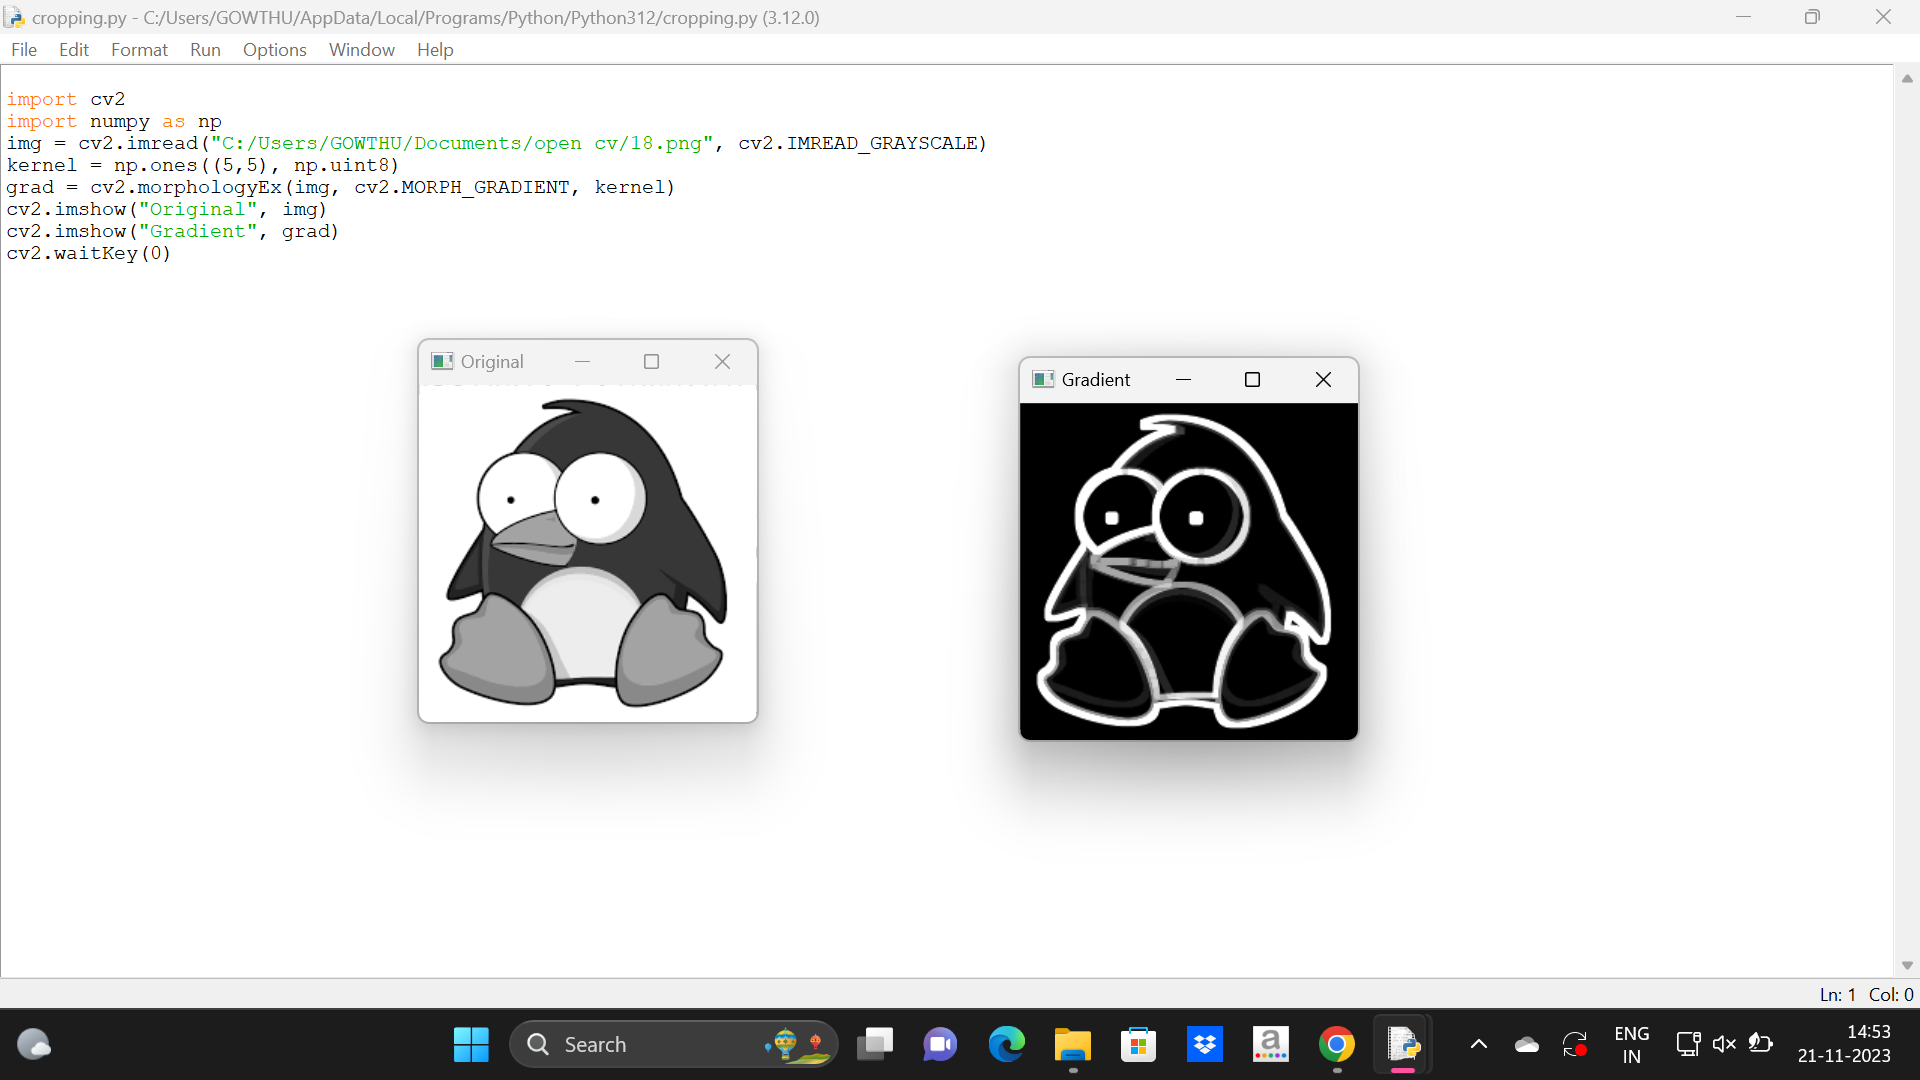 cropping.py - C:/Users/GOWTHU/AppData/Local/Programs/Python/Python312/cropping.py (3.12.0)
File Edit Format Run Options Window Help
import cv2
import numpy as np
img = cv2.imread("C:/Users/GOWTHU/Documents/open cv/18.png", cv2.IMREAD_GRAYSCALE)
kernel = np.ones((5,5), np.uint8)
grad = cv2.morphologyEx(img, cv2.MORPH_GRADIENT, kernel)
cv2.imshow("Original", img)
cv2.imshow("Gradient", grad)
cv2.waitKey(0)
Original
Gradient
Ln: 1 Col: 0
Search
a
ENG
IN
14:53
21-11-2023